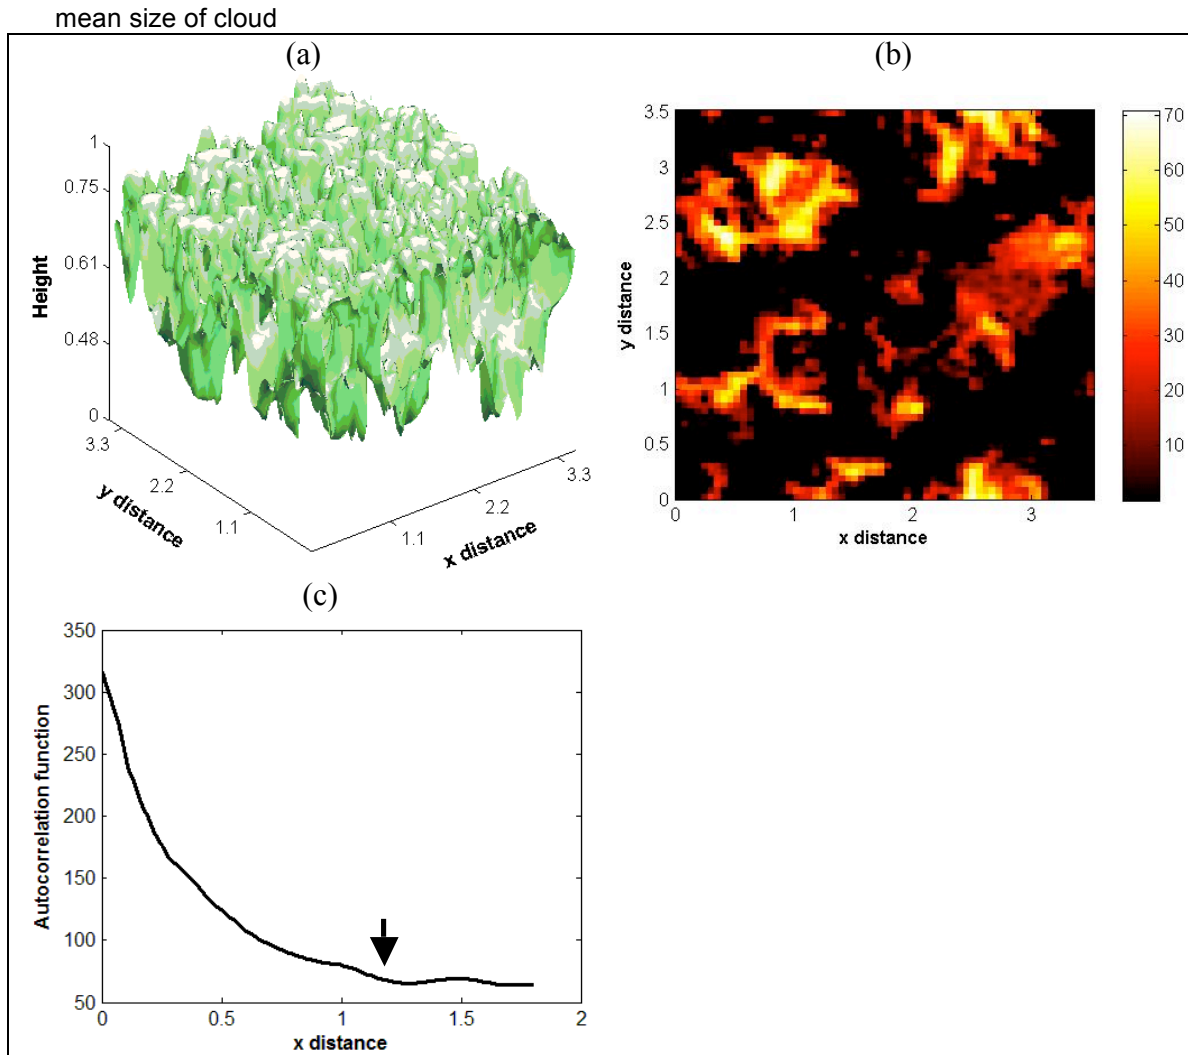 mean size of cloud
(a)
1
0.75
0.61
0.48
0
Height
3.3
2.2
1.1
y distance
1.1
2.2
3.3
x distance
(b)
3.5
3
2.5
2
1.5
1
0.5
0
y distance
0 1 2 3
x distance
70
60
50
40
30
20
10
(c)
350
300
250
200
150
100
50
Autocorrelation function
0 0.5 1 1.5 2
x distance